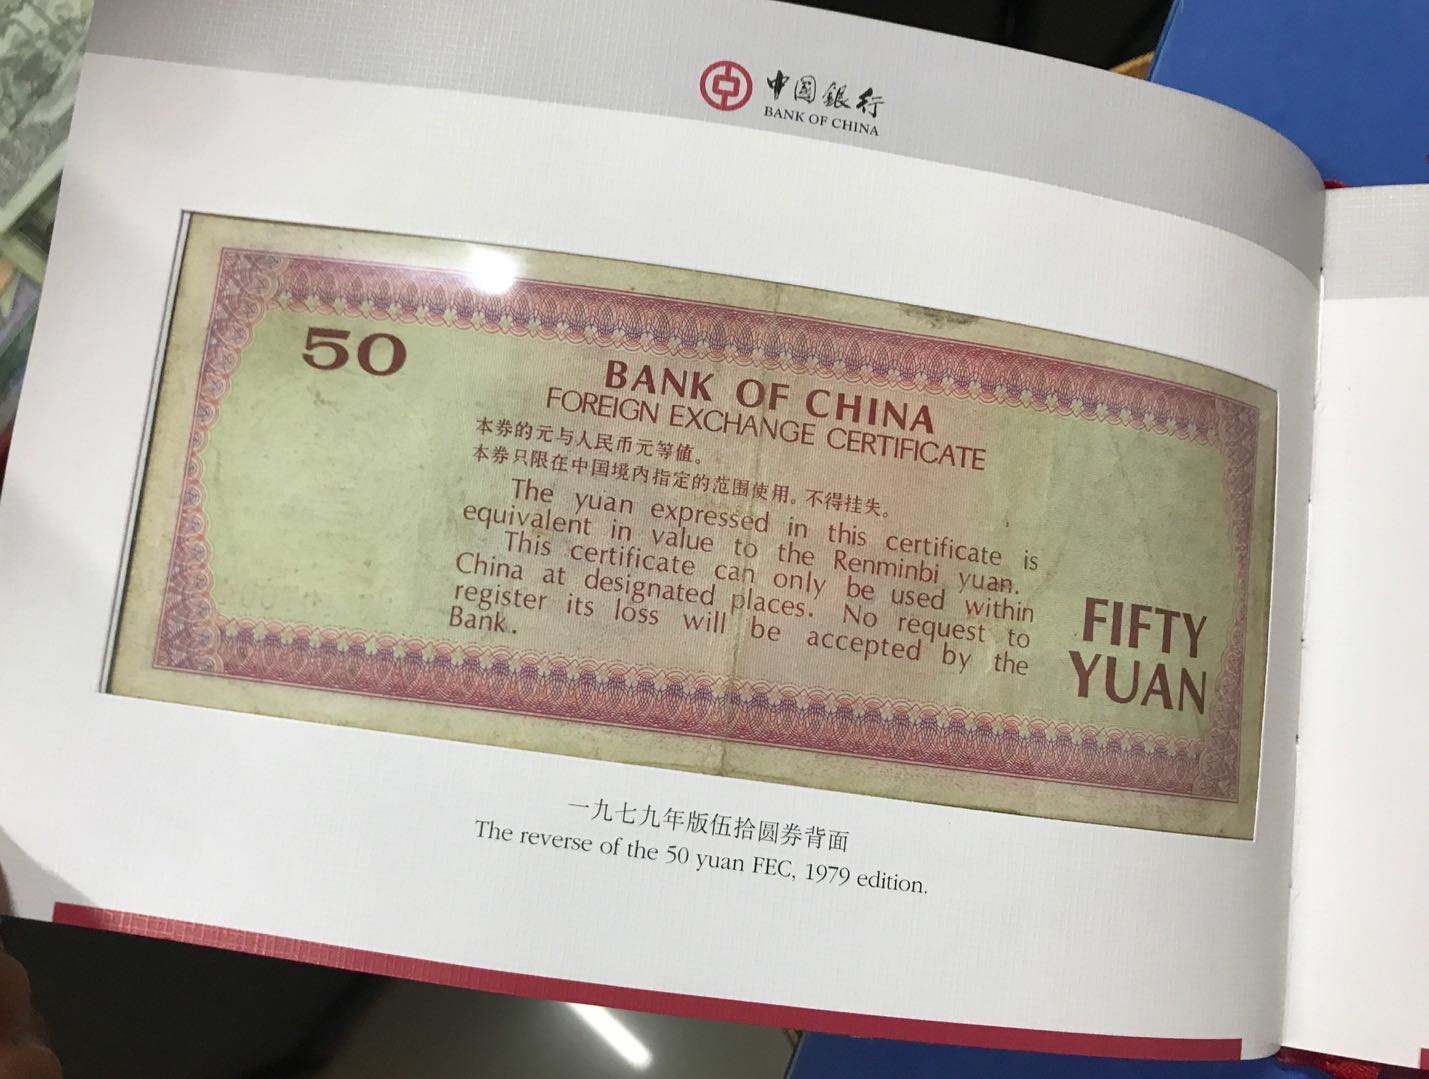 中国銀行
BANK OF CHINA
50
BANK OF CHINA
FOREIGN EXCHANGE CERTIFICATE
本券的元与人民币元等值。
本券只限在中国境内指定的范围使用。不得挂失。
The yuan expressed in this certificate is
equivalent in value to the Renminbi yuan.
This certificate can only be used within
China at designated places. No request to
register its loss will be accepted by the
Bank.
FIFTY
YUAN
一九七九年版伍拾圆券背面
The reverse of the 50 yuan FEC, 1979 edition.